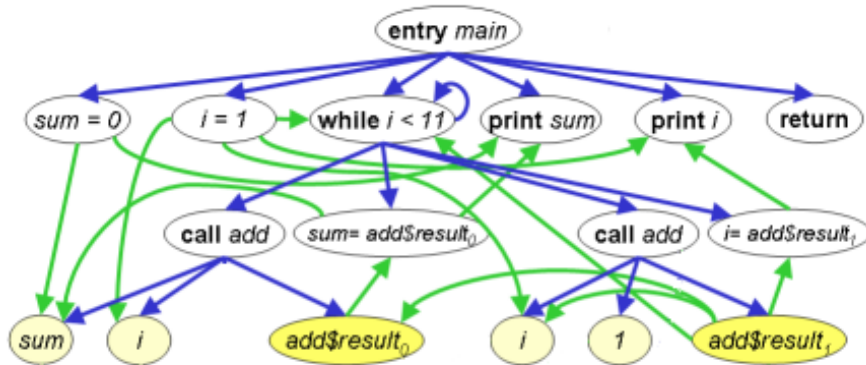 entry main
sum = 0
i = 1
while i < 11
print sum
print i
return
call add
sum= add$result0
call add
i= add$result1
sum
i
add$result0
i
1
add$result1